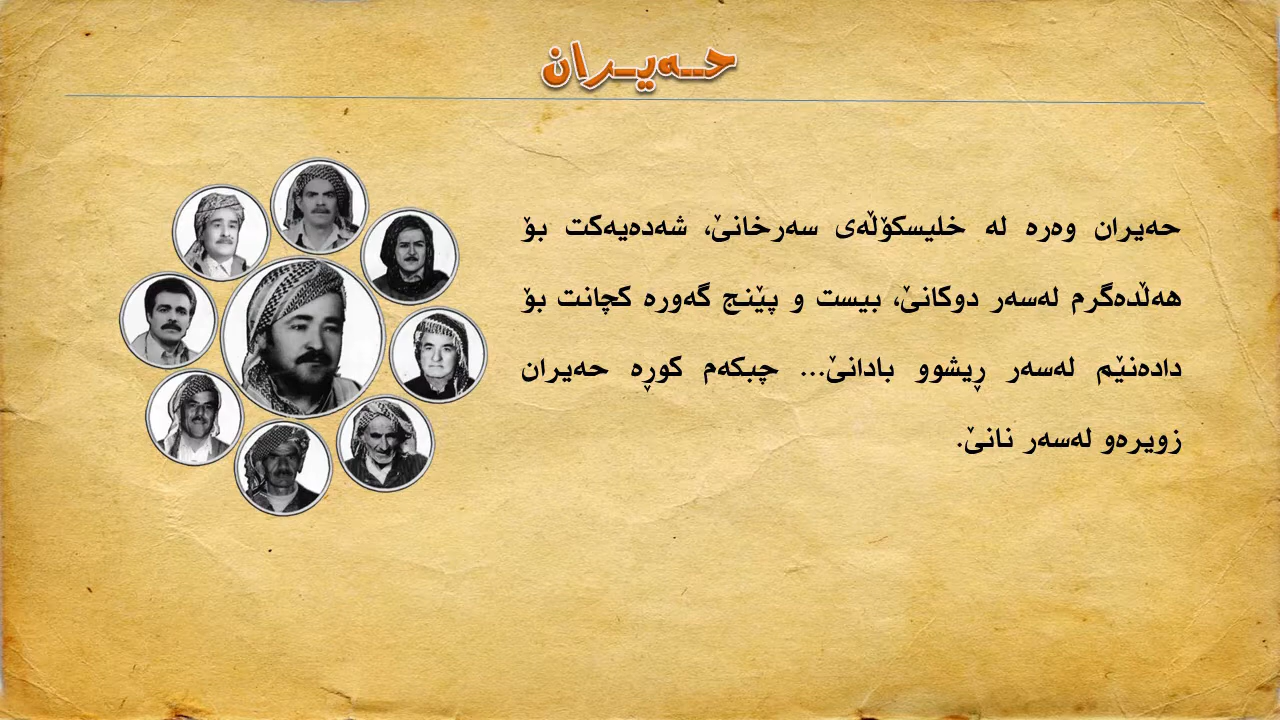 حەیران
حەیران وەرە لە خلیسکۆڵەی سەرخانێ، شەدەیەکت بۆ
هەڵدەگرم لەسەر دوکانێ، بیست و پێنج گەورە کچانت بۆ
دادەنێم لەسەر ڕیشوو بادانێ... چبکەم کوڕە حەیران
زویرەو لەسەر نانێ.